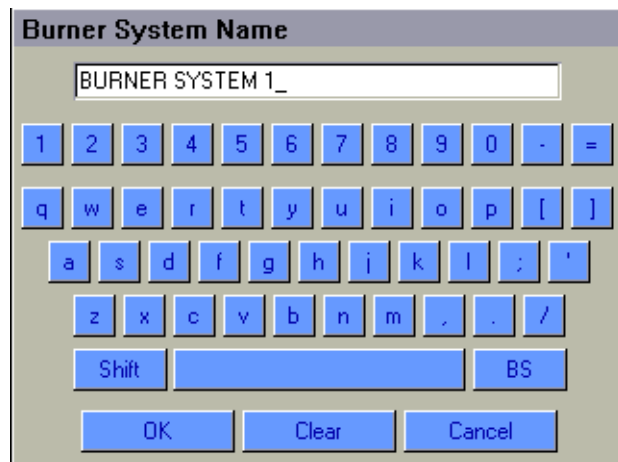 Burner System Name
BURNER SYSTEM 1_
1 2 3 4 5 6 7 8 9 0 - =
q w e r t y u i o p [ ]
a s d f g h j k l ; '
z x c v b n m , . /
Shift BS
OK Clear Cancel